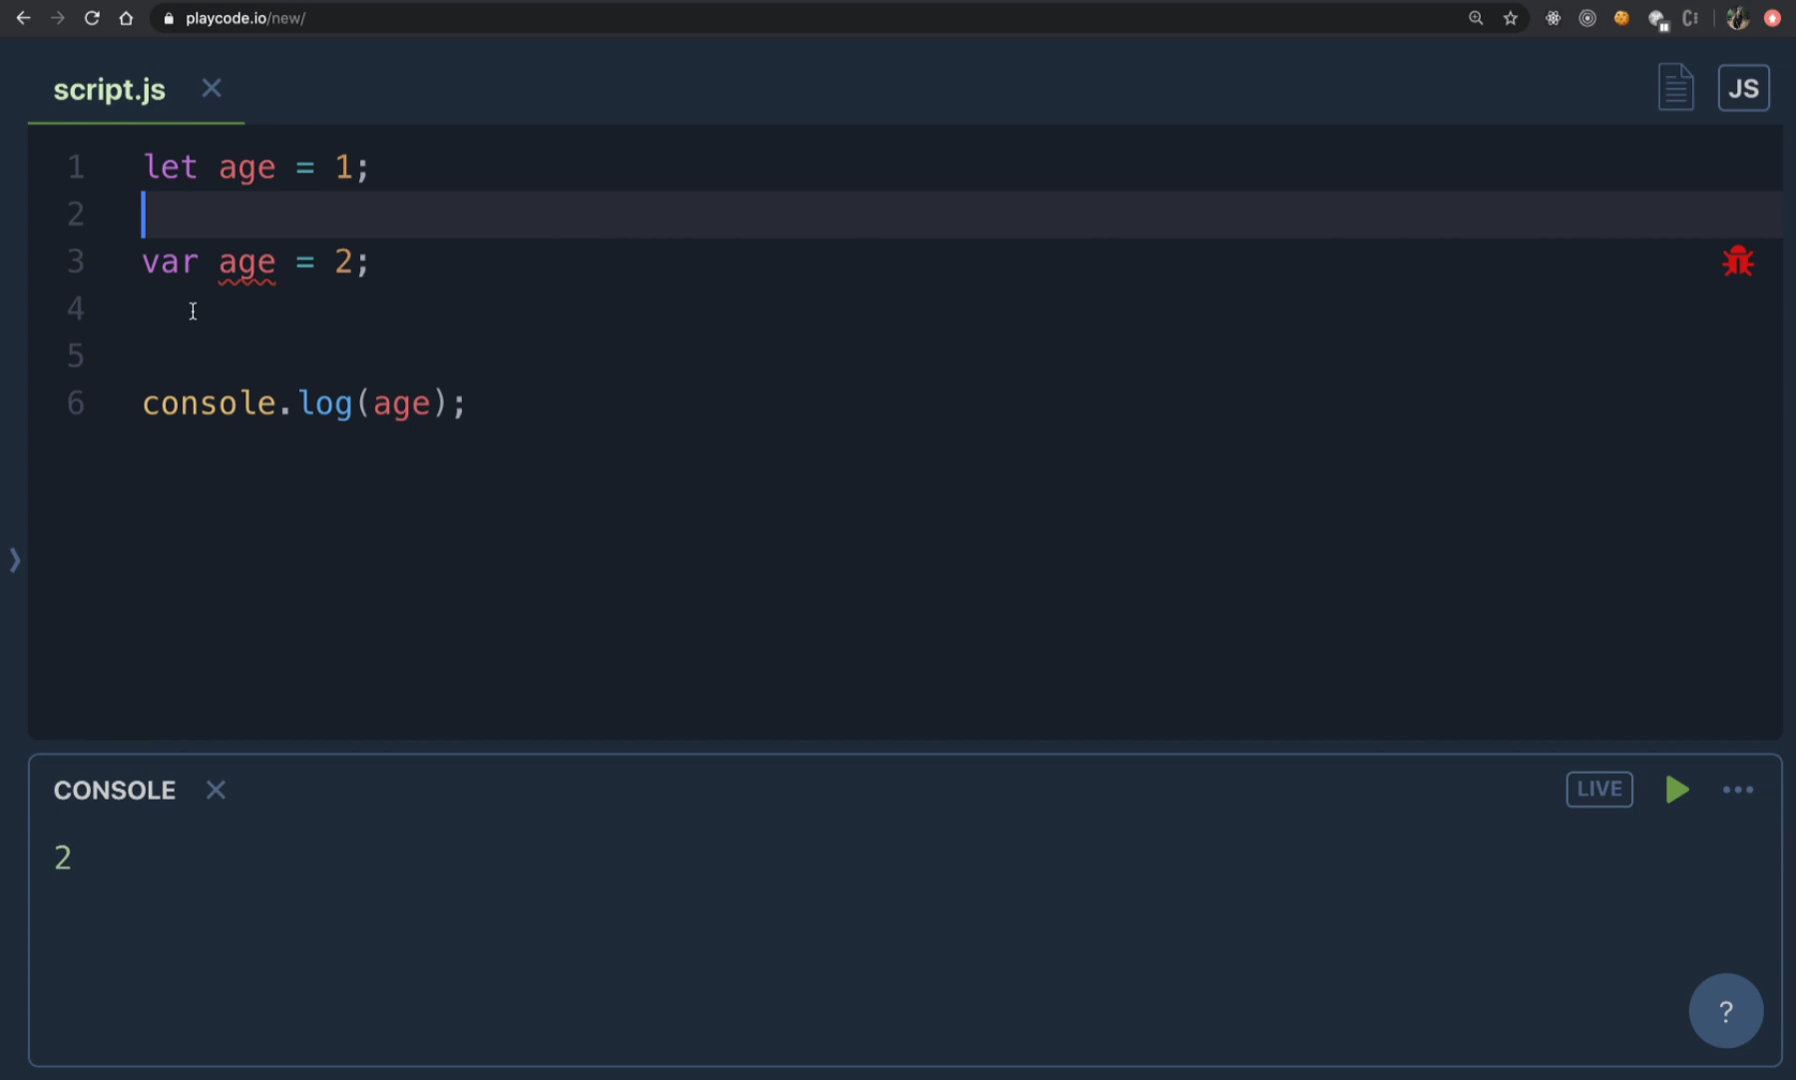 playcode.io/new/
script.js
JS
1 let age = 1;
2
3 var age = 2;
4
5
6 console.log(age);
CONSOLE
LIVE
2
?